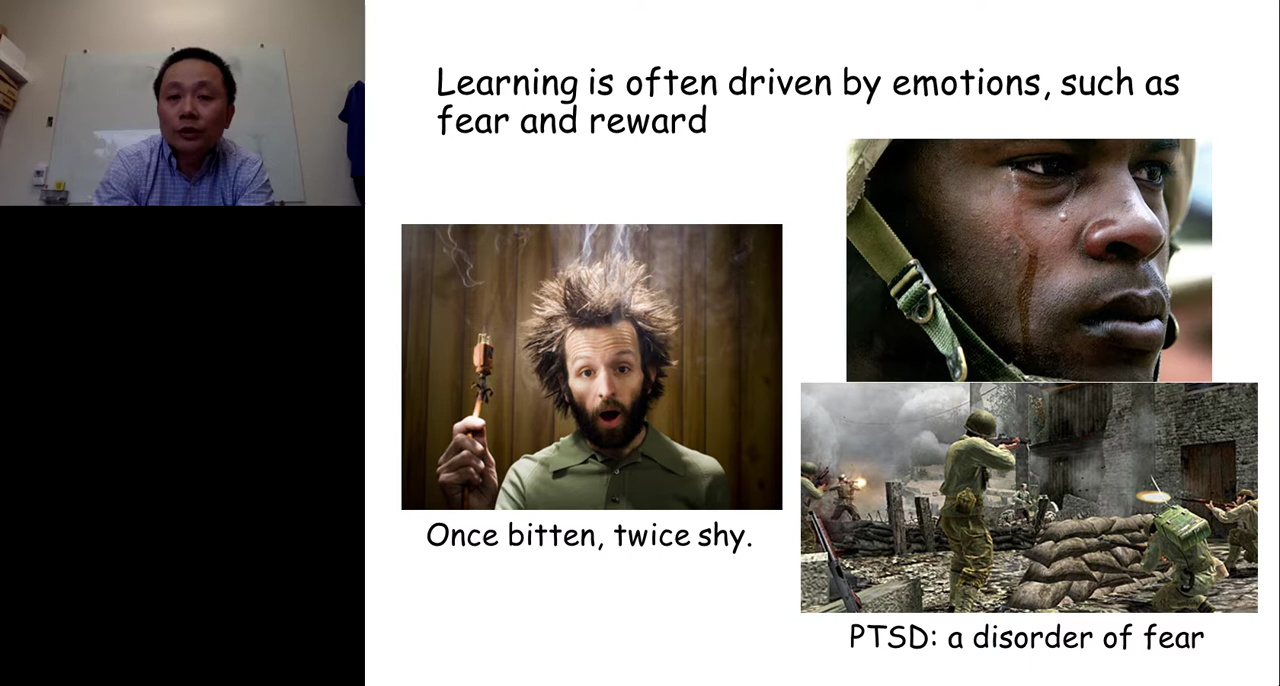 Learning is often driven by emotions, such as
fear and reward
Once bitten, twice shy.
PTSD: a disorder of fear